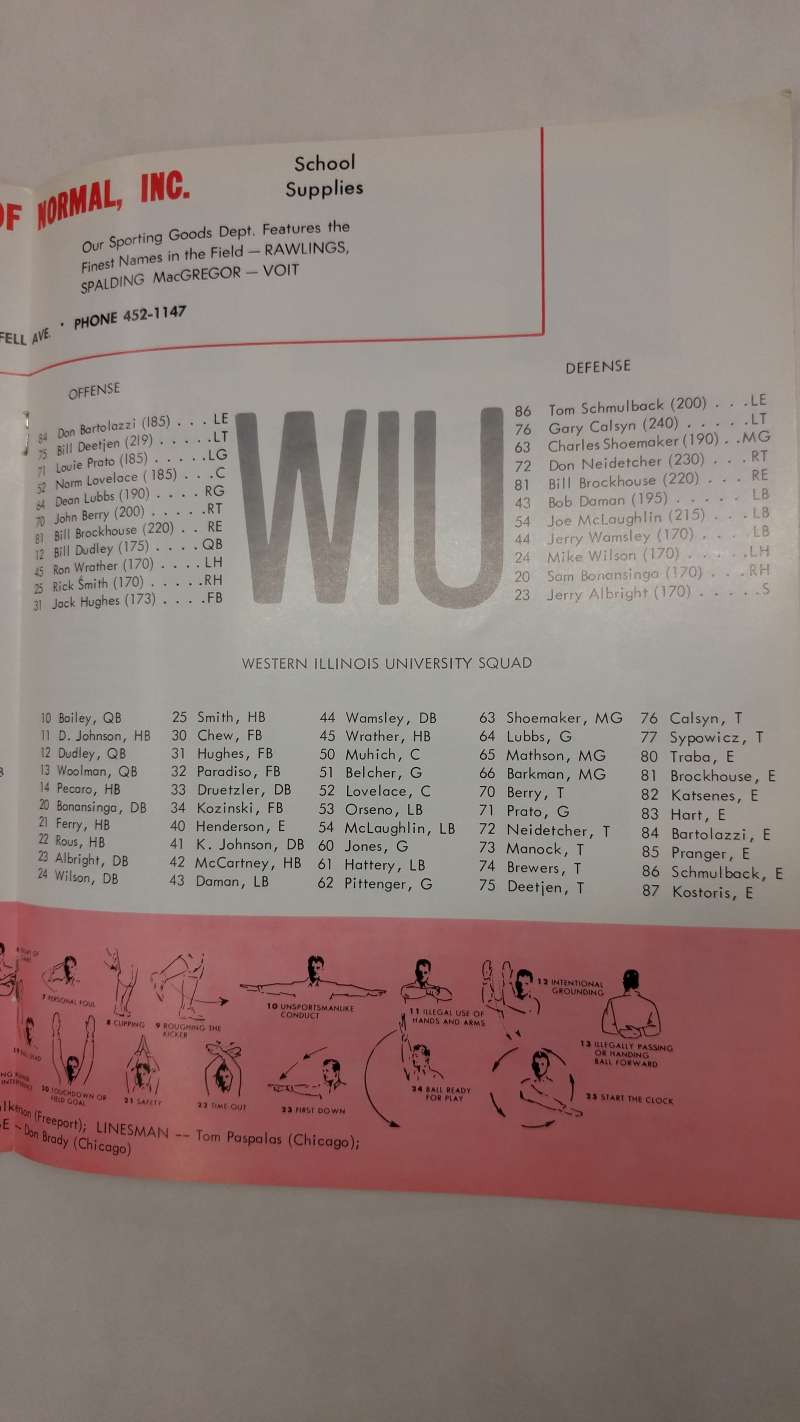 OF NORMAL, INC.
School
Supplies
Our Sporting Goods Dept. Features the
Finest Names in the Field — RAWLINGS,
SPALDING MacGREGOR — VOIT
FELL AVE. • PHONE 452-1147
OFFENSE
84 Don Bartolazzi (185) . . . LE
75 Bill Deetjen (219) . . . . . .LT
71 Louie Prato (185) . . . . .LG
52 Norm Lovelace ( 185) . . .C
64 Dean Lubbs (190) . . . . RG
70 John Berry (200) . . . . .RT
81 Bill Brockhouse (220) . . RE
12 Bill Dudley (175) . . . . QB
45 Ron Wrather (170) . . . . LH
25 Rick Smith (170) . . . . .RH
31 Jack Hughes (173) . . . .FB
WIU
DEFENSE
86 Tom Schmulback (200) . . .LE
76 Gary Calsyn (240) . . . . . .LT
63 Charles Shoemaker (190) . .MG
72 Don Neidetcher (230) . . . RT
81 Bill Brockhouse (220) . . . RE
43 Bob Daman (195) . . . . . LB
54 Joe McLaughlin (215) . . .LB
44 Jerry Wamsley (170) . . . LB
24 Mike Wilson (170) . . . . .LH
20 Sam Bonansinga (170) . . .RH
23 Jerry Albright (170) . . . . .S
WESTERN ILLINOIS UNIVERSITY SQUAD
10 Bailey, QB
11 D. Johnson, HB
12 Dudley, QB
13 Woolman, QB
14 Pecaro, HB
20 Bonansinga, DB
21 Ferry, HB
22 Rous, HB
23 Albright, DB
24 Wilson, DB
25 Smith, HB
30 Chew, FB
31 Hughes, FB
32 Paradiso, FB
33 Druetzler, DB
34 Kozinski, FB
40 Henderson, E
41 K. Johnson, DB
42 McCartney, HB
43 Daman, LB
44 Wamsley, DB
45 Wrather, HB
50 Muhich, C
51 Belcher, G
52 Lovelace, C
53 Orseno, LB
54 McLaughlin, LB
60 Jones, G
61 Hattery, LB
62 Pittenger, G
63 Shoemaker, MG
64 Lubbs, G
65 Mathson, MG
66 Barkman, MG
70 Berry, T
71 Prato, G
72 Neidetcher, T
73 Manock, T
74 Brewers, T
75 Deetjen, T
76 Calsyn, T
77 Sypowicz, T
80 Traba, E
81 Brockhouse, E
82 Katsenes, E
83 Hart, E
84 Bartolazzi, E
85 Pranger, E
86 Schmulback, E
87 Kostoris, E
7 PERSONAL FOUL
8 CLIPPING
9 ROUGHING THE
KICKER
10 UNSPORTSMANLIKE
CONDUCT
11 ILLEGAL USE OF
HANDS AND ARMS
12 INTENTIONAL
GROUNDING
13 ILLEGALLY PASSING
OR HANDING
BALL FORWARD
20 TOUCHDOWN OR
FIELD GOAL
21 SAFETY
22 TIME-OUT
23 FIRST DOWN
24 BALL READY
FOR PLAY
25 START THE CLOCK
(Freeport); LINESMAN -- Tom Paspalas (Chicago);
Don Brady (Chicago)